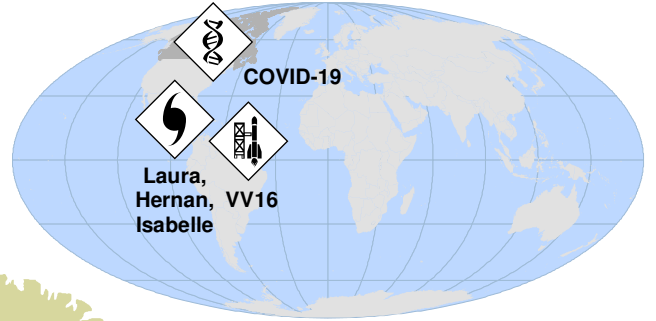 COVID-19
Laura,
Hernan,
Isabelle
VV16